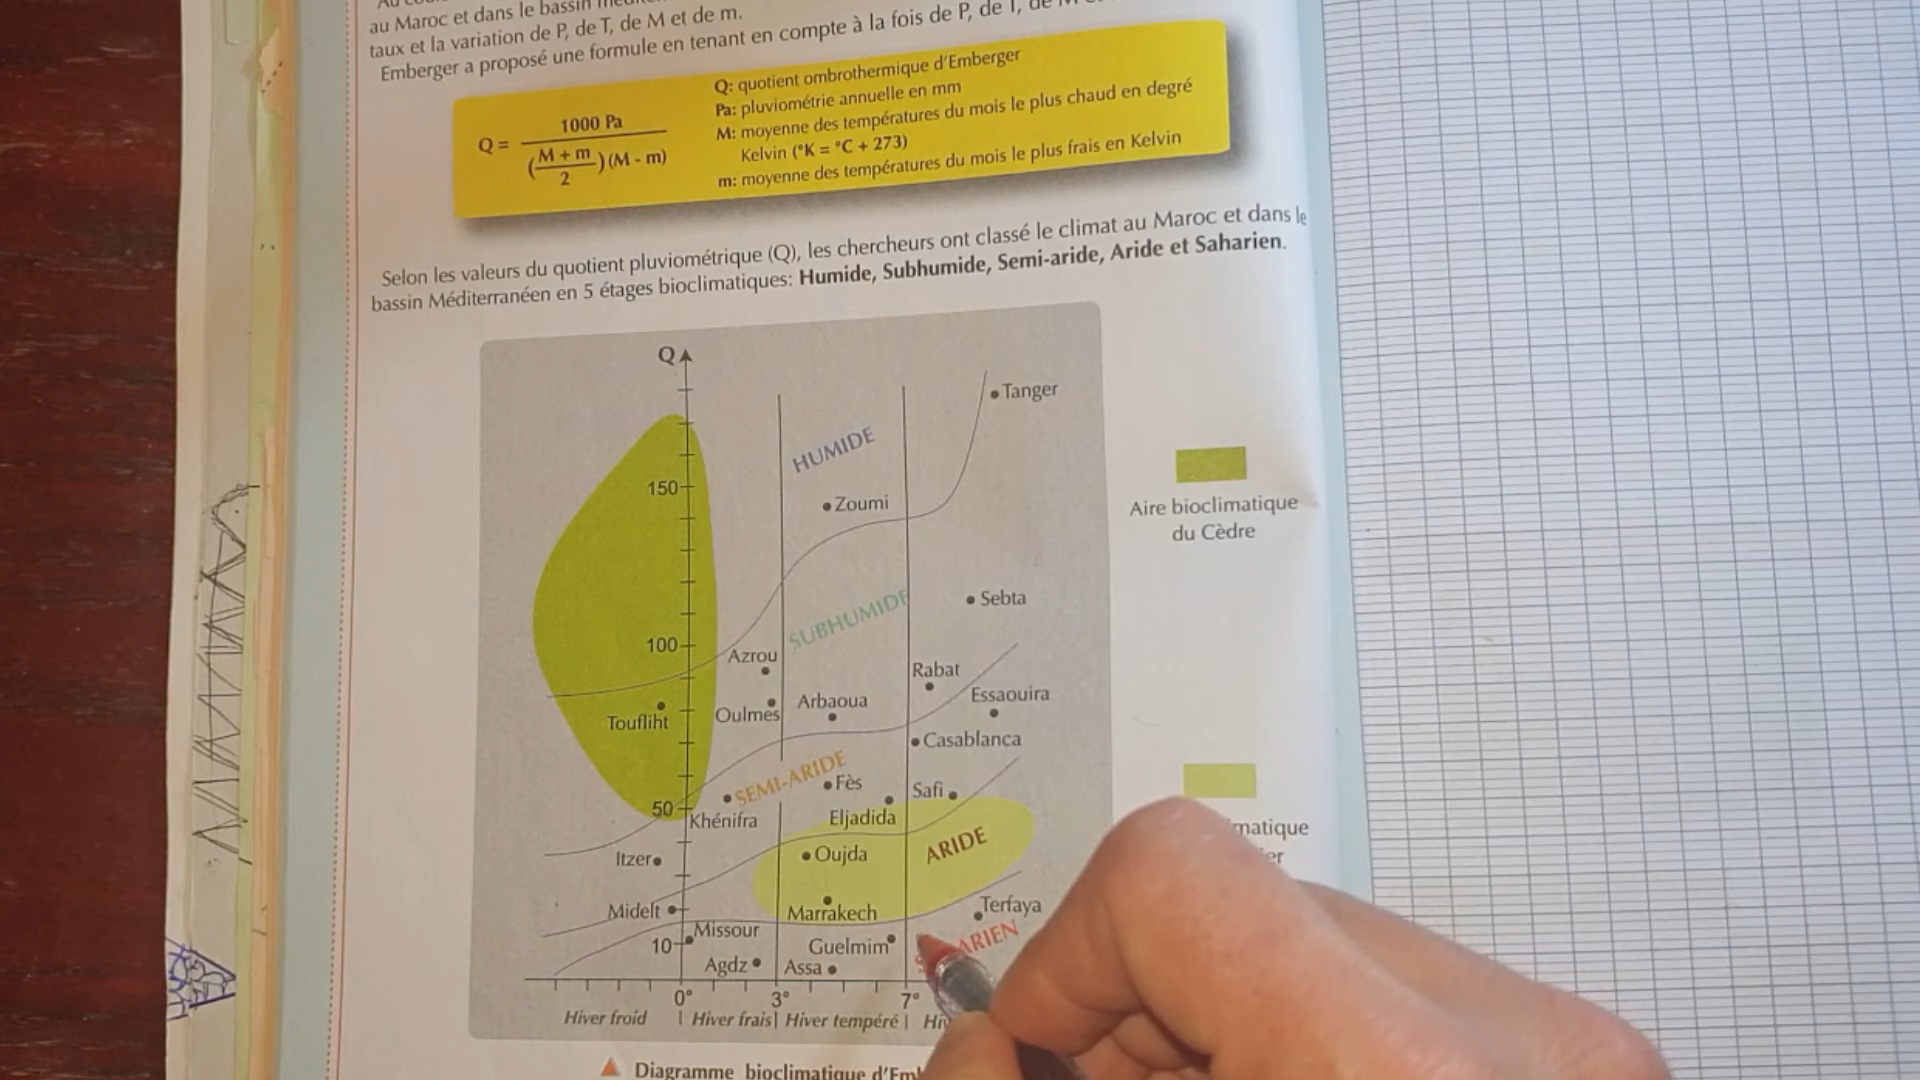 au Maroc et dans le bassin
taux et la variation de P, de T, de M et de m.
Emberger a proposé une formule en tenant en compte à la fois de P, de T, de
Q = 1000 Pa / (M + m / 2) (M - m)
Q: quotient ombrothermique d'Emberger
Pa: pluviométrie annuelle en mm
M: moyenne des températures du mois le plus chaud en degré
Kelvin (°K = °C + 273)
m: moyenne des températures du mois le plus frais en Kelvin
Selon les valeurs du quotient pluviométrique (Q), les chercheurs ont classé le climat au Maroc et dans le
bassin Méditerranéen en 5 étages bioclimatiques: Humide, Subhumide, Semi-aride, Aride et Saharien.
Q
Tanger
HUMIDE
150
Zoumi
Aire bioclimatique
du Cèdre
SUBHUMIDE
Sebta
100
Azrou
Rabat
Toufliht
Oulmes
Arbaoua
Essaouira
Casablanca
SEMI-ARIDE
Fès
Safi
50
Khénifra
Eljadida
matique
er
Itzer
Oujda
ARIDE
Midelt
Marrakech
Terfaya
10
Missour
Guelmim
ARIEN
Agdz
Assa
0° 3° 7°
Hiver froid | Hiver frais | Hiver tempéré | Hi
Diagramme bioclimatique d'Em